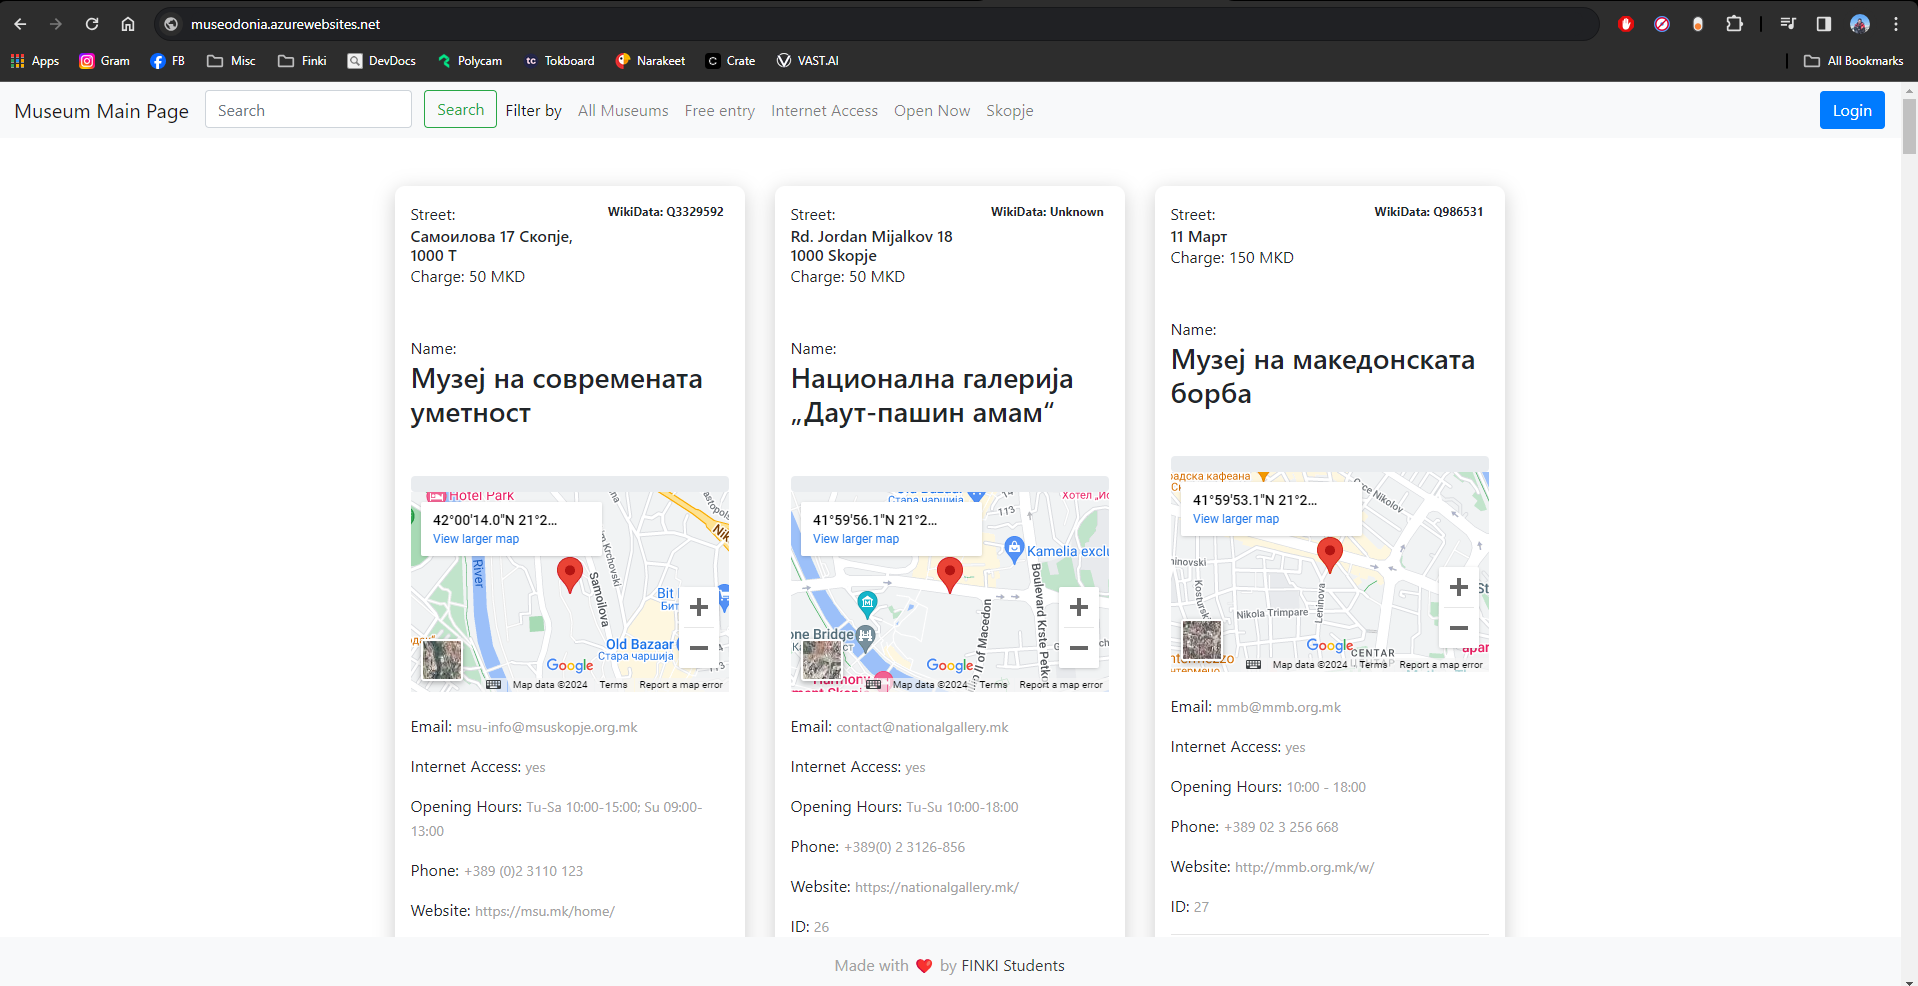 museodonia.azurewebsites.net
Apps Gram FB Misc Finki DevDocs Polycam Tokboard Narakeet Crate VAST.AI All Bookmarks
Museum Main Page Search Search Filter by All Museums Free entry Internet Access Open Now Skopje Login
Street:
WikiData: Q3329592
Самоилова 17 Скопје,
1000 Т
Charge: 50 MKD
Name:
Музеј на современата
уметност
Hotel Park
42°00'14.0"N 21°2...
View larger map
River
Samoilova
Old Bazaar
Стара чаршија
Google
Map data ©2024 Terms Report a map error
Email: msu-info@msuskopje.org.mk
Internet Access: yes
Opening Hours: Tu-Sa 10:00-15:00; Su 09:00-
13:00
Phone: +389 (0)2 3110 123
Website: https://msu.mk/home/
Street:
WikiData: Unknown
Rd. Jordan Mijalkov 18
1000 Skopje
Charge: 50 MKD
Name:
Национална галерија
„Даут-пашин амам“
Стара чаршија
113
41°59'56.1"N 21°2...
View larger map
Kamelia exclu
Boulevard Krste Petk
one Bridge
Google
Map data ©2024 Terms Report a map error
Email: contact@nationalgallery.mk
Internet Access: yes
Opening Hours: Tu-Su 10:00-18:00
Phone: +389(0) 2 3126-856
Website: https://nationalgallery.mk/
ID: 26
Street:
WikiData: Q986531
11 Март
Charge: 150 MKD
Name:
Музеј на македонската
борба
адска кафеана
41°59'53.1"N 21°2...
View larger map
Orce Nikolov
inovski
Kosturski
Nikola Trimpare
Leninova
CENTAR
ЦЕНТАР
Google
Map data ©2024 Terms Report a map error
Email: mmb@mmb.org.mk
Internet Access: yes
Opening Hours: 10:00 - 18:00
Phone: +389 02 3 256 668
Website: http://mmb.org.mk/w/
ID: 27
Made with ❤️ by FINKI Students